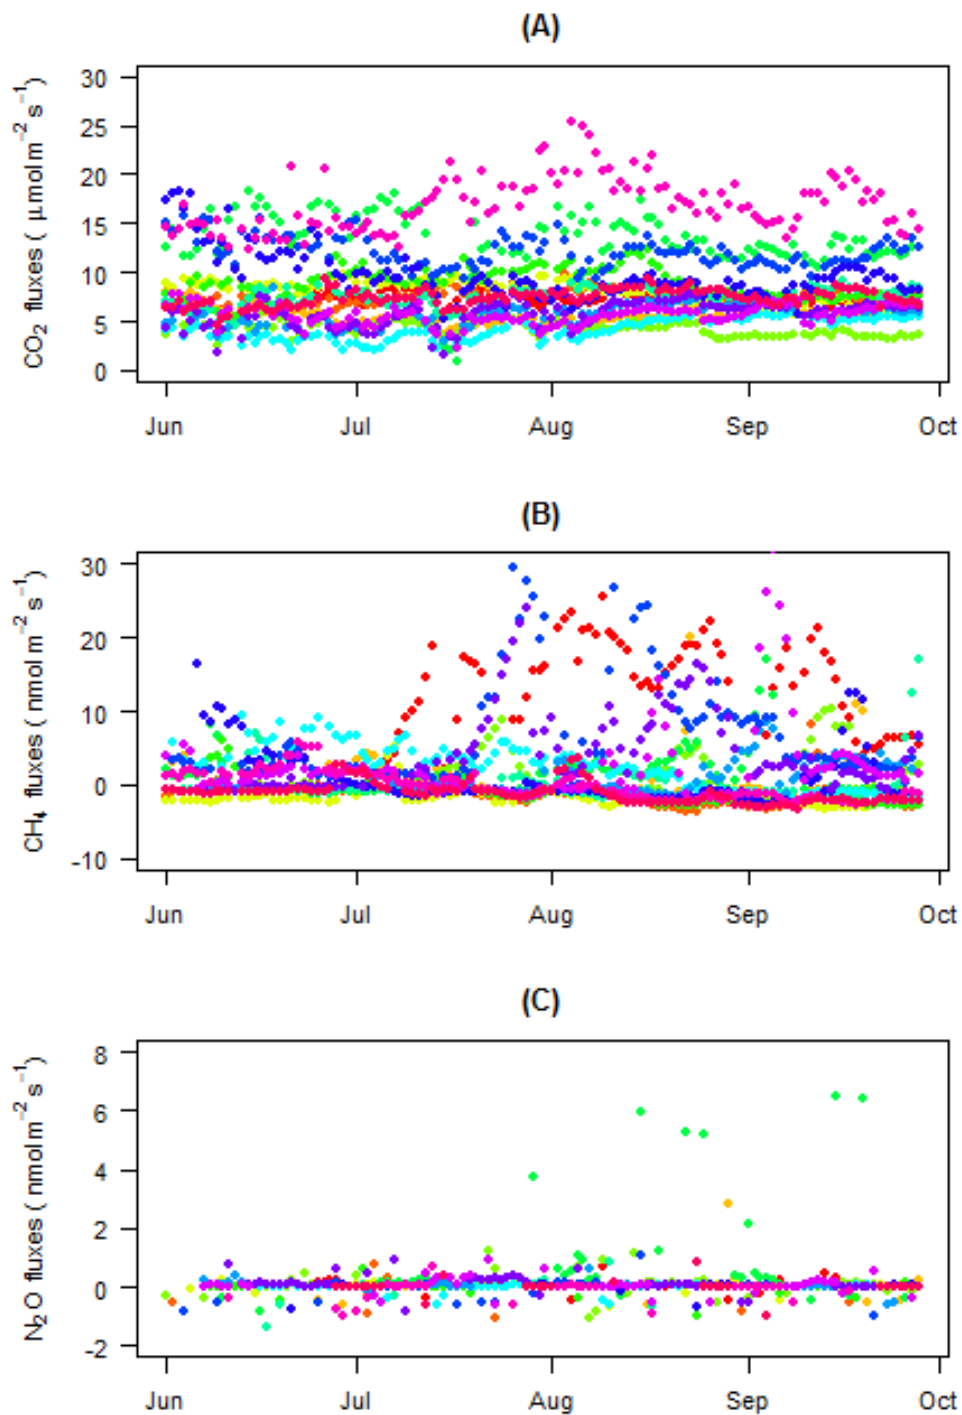 (A)
CO₂ fluxes ( μmol m⁻² s⁻¹)
30
25
20
15
10
5
0
Jun Jul Aug Sep Oct
(B)
CH₄ fluxes ( nmol m⁻² s⁻¹)
30
20
10
0
-10
Jun Jul Aug Sep Oct
(C)
N₂O fluxes ( nmol m⁻² s⁻¹)
8
6
4
2
0
-2
Jun Jul Aug Sep Oct